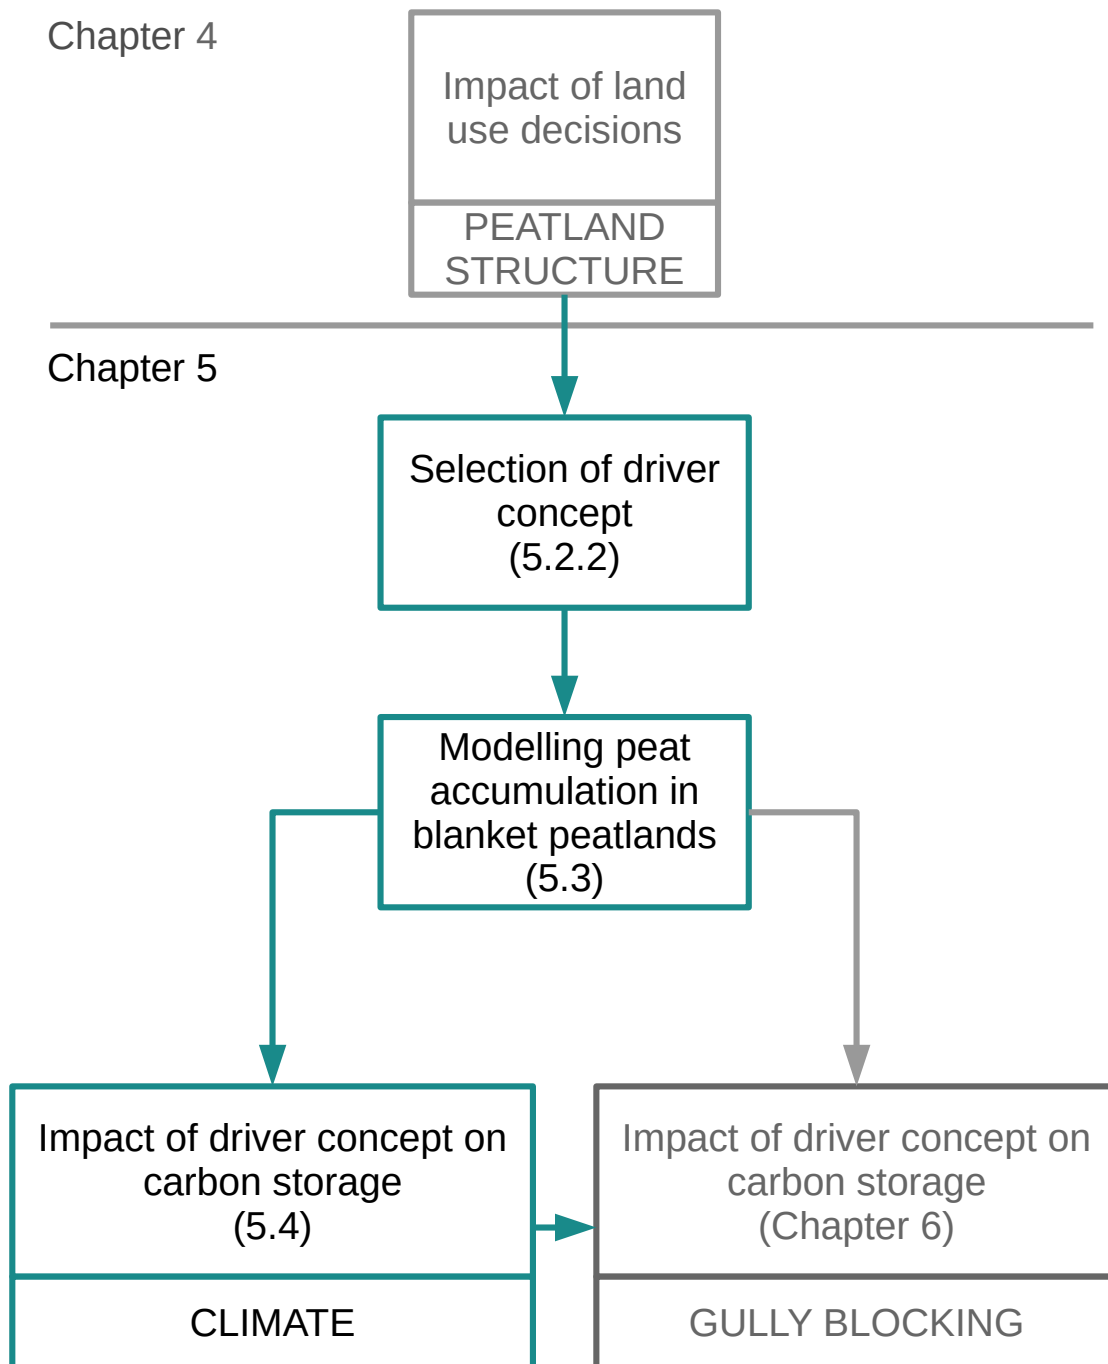 Chapter 4
Impact of land
use decisions
PEATLAND
STRUCTURE
Chapter 5
Selection of driver
concept
(5.2.2)
Modelling peat
accumulation in
blanket peatlands
(5.3)
Impact of driver concept on
carbon storage
(5.4)
CLIMATE
Impact of driver concept on
carbon storage
(Chapter 6)
GULLY BLOCKING